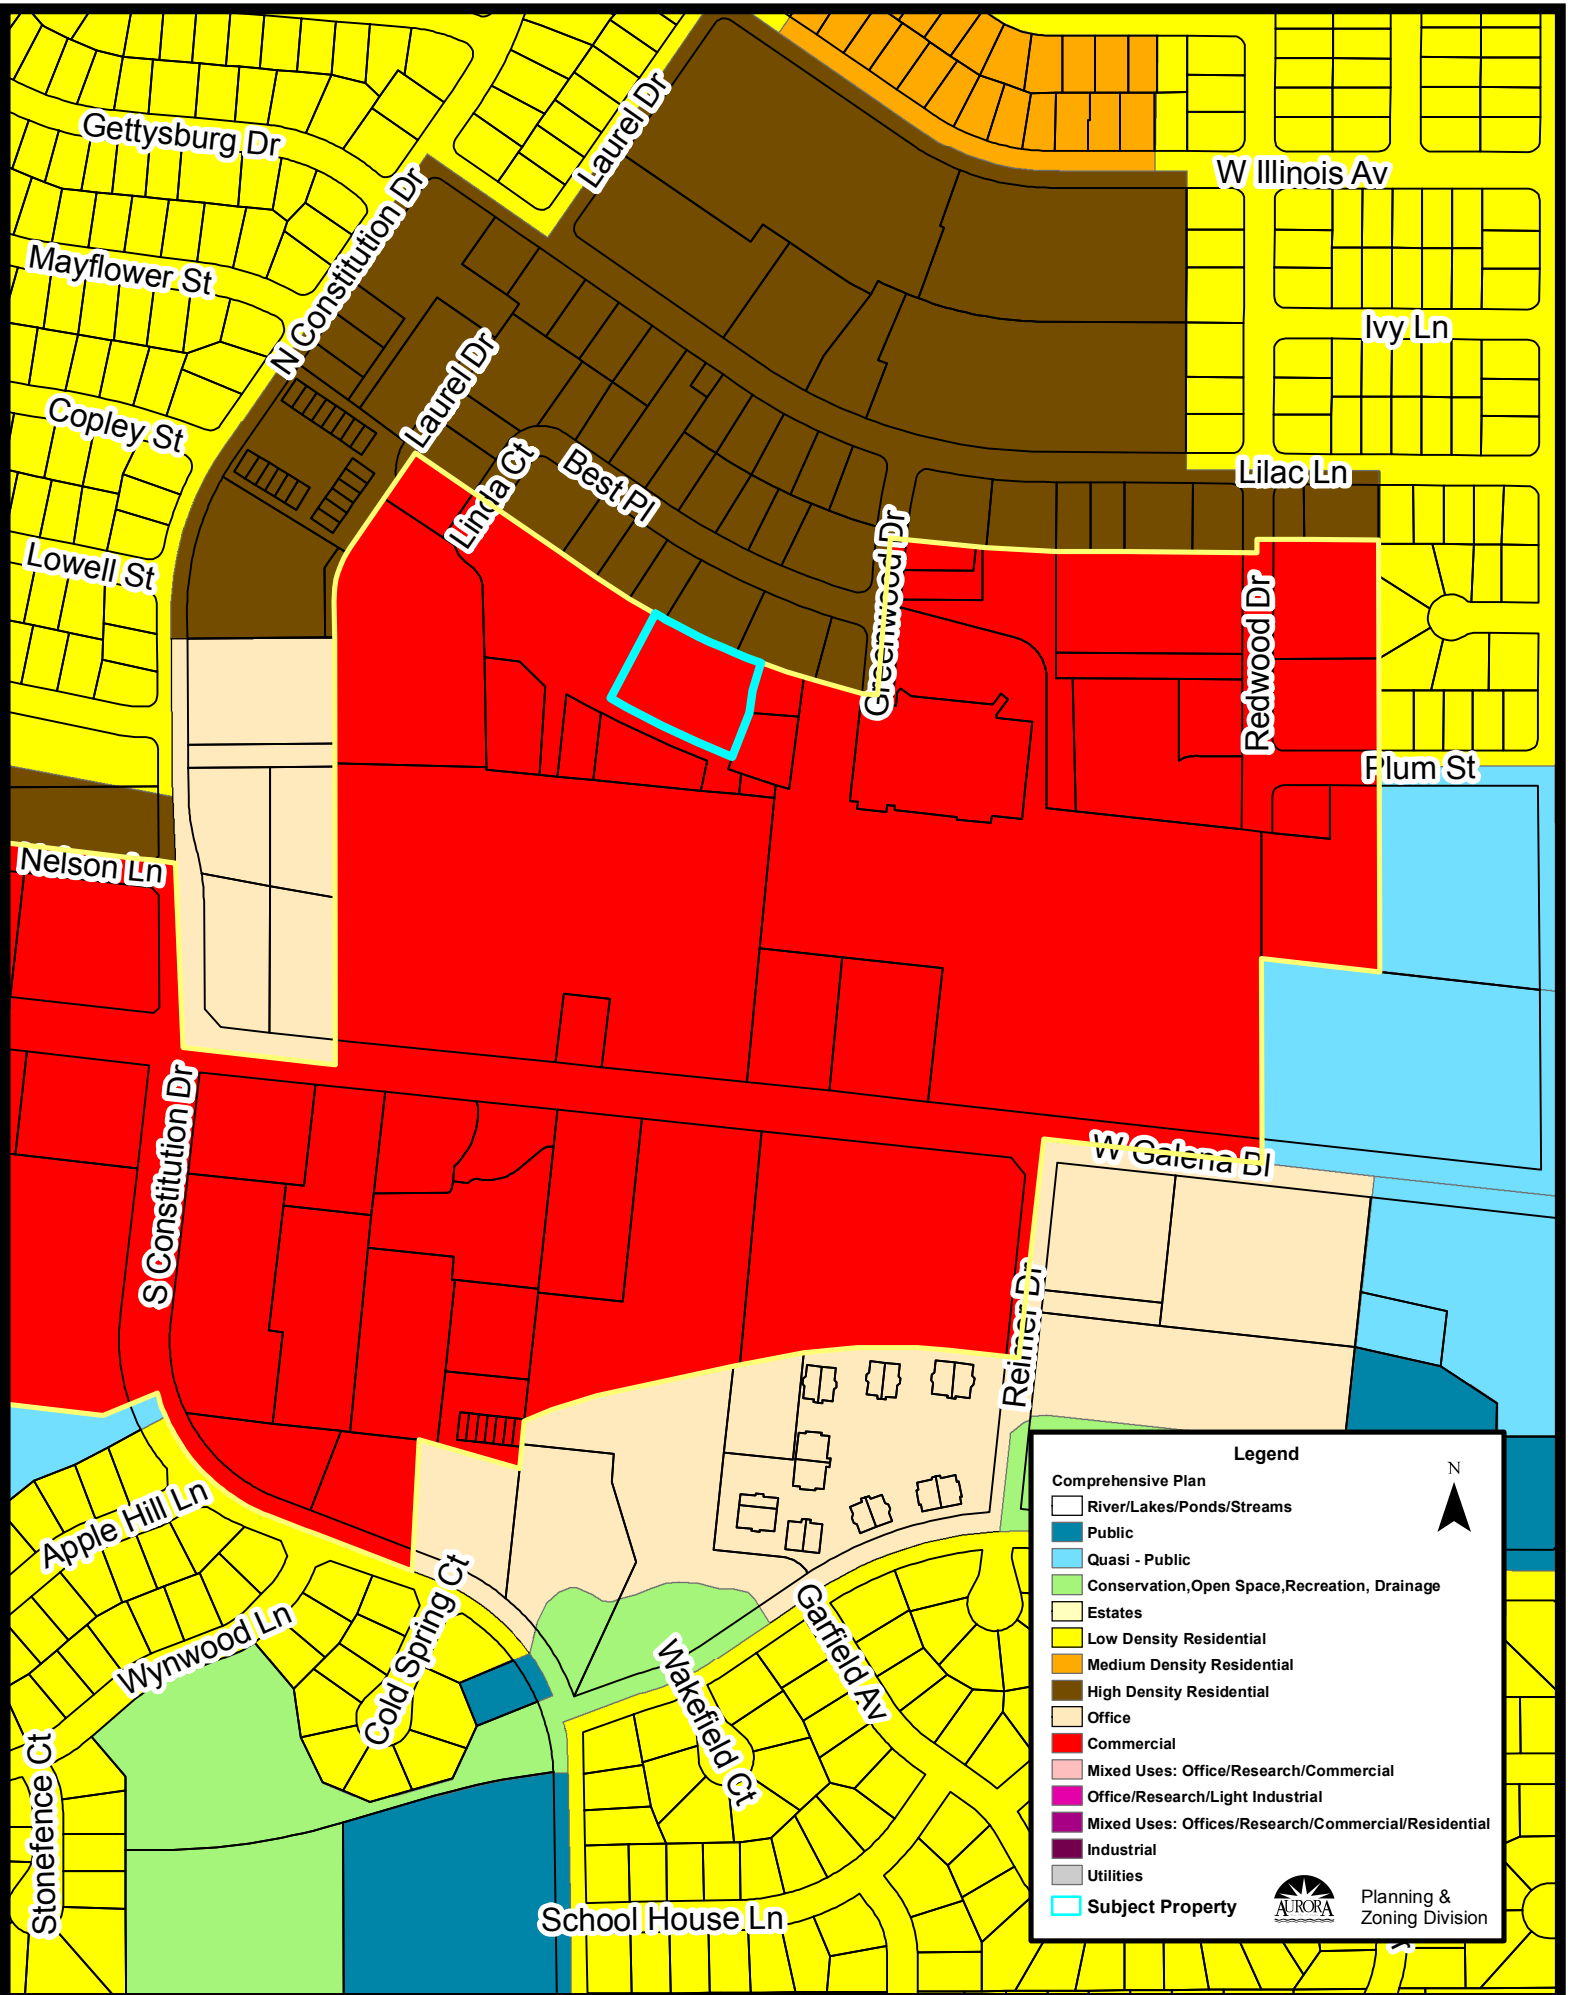 Gettysburg Dr
Laurel Dr
W Illinois Av
N Constitution Dr
Mayflower St
Ivy Ln
Laurel Dr
Copley St
Linda Ct
Best Pl
Lilac Ln
Lowell St
Greenwood Dr
Redwood Dr
Plum St
Nelson Ln
S Constitution Dr
W Galena Bl
Reimer Dr
Apple Hill Ln
Wynwood Ln
Cold Spring Ct
Garfield Av
Wakefield Ct
Stonefence Ct
School House Ln
r
Legend
Comprehensive Plan
N
River/Lakes/Ponds/Streams
Public
Quasi - Public
Conservation,Open Space,Recreation, Drainage
Estates
Low Density Residential
Medium Density Residential
High Density Residential
Office
Commercial
Mixed Uses: Office/Research/Commercial
Office/Research/Light Industrial
Mixed Uses: Offices/Research/Commercial/Residential
Industrial
Utilities
Subject Property
AURORA
Planning &
Zoning Division